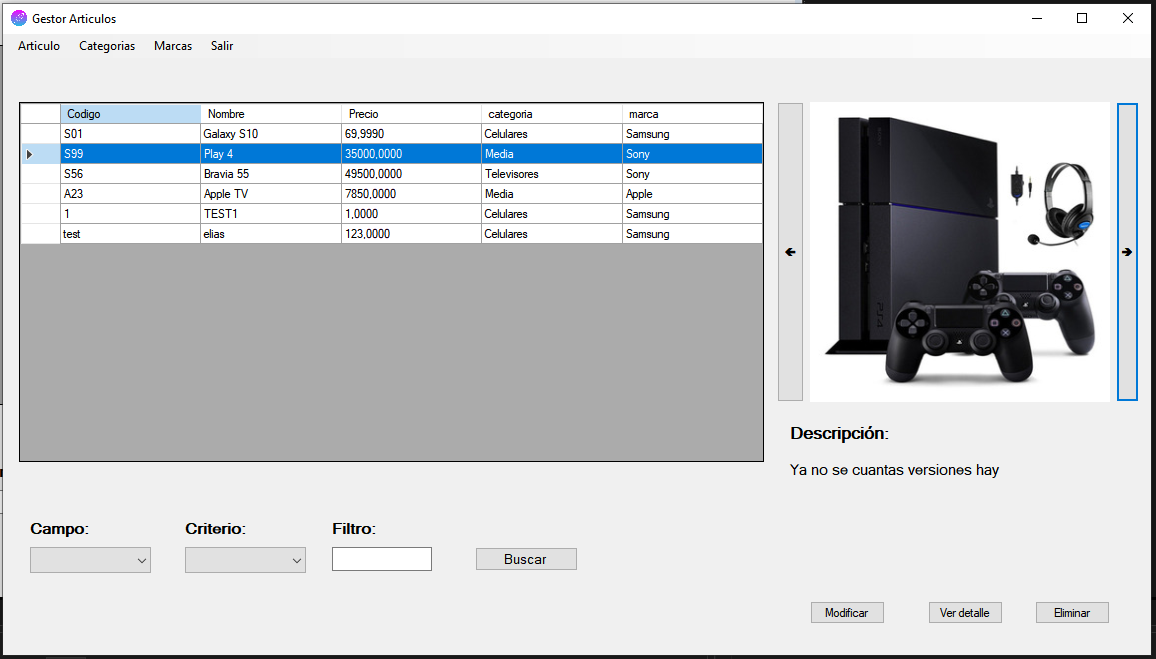 Gestor Articulos
Articulo Categorias Marcas Salir
Codigo Nombre Precio categoria marca
S01 Galaxy S10 69,9990 Celulares Samsung
S99 Play 4 35000,0000 Media Sony
S56 Bravia 55 49500,0000 Televisores Sony
A23 Apple TV 7850,0000 Media Apple
1 TEST1 1,0000 Celulares Samsung
test elias 123,0000 Celulares Samsung
PS4
Descripción:
Ya no se cuantas versiones hay
Campo: Criterio: Filtro:
Buscar
Modificar Ver detalle Eliminar